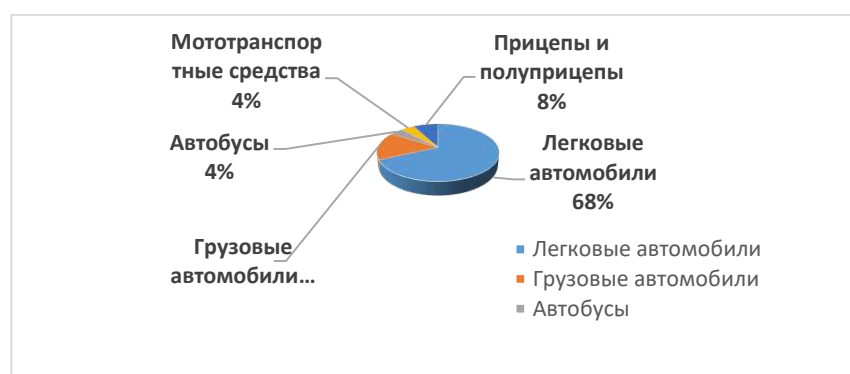 Мототранспор
тные средства
4%
Прицепы и
полуприцепы
8%
Автобусы
4%
Легковые
автомобили
68%
Грузовые
автомобили...
Легковые автомобили
Грузовые автомобили
Автобусы